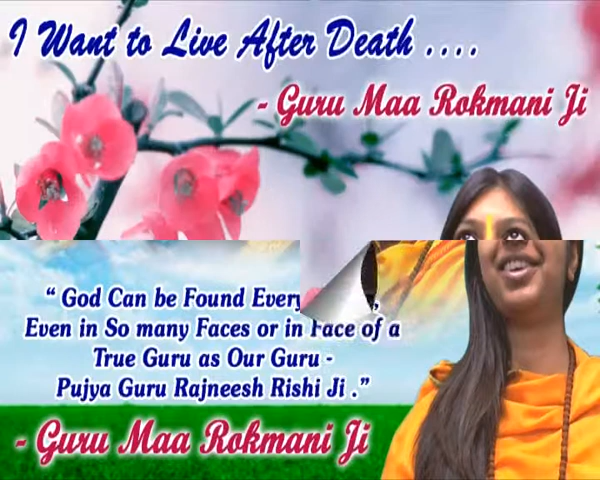 I Want to Live After Death ....
- Guru Maa Rokmani Ji
“ God Can be Found Every
Even in So many Faces or in Face of a
True Guru as Our Guru -
Pujya Guru Rajneesh Rishi Ji .”
- Guru Maa Rokmani Ji